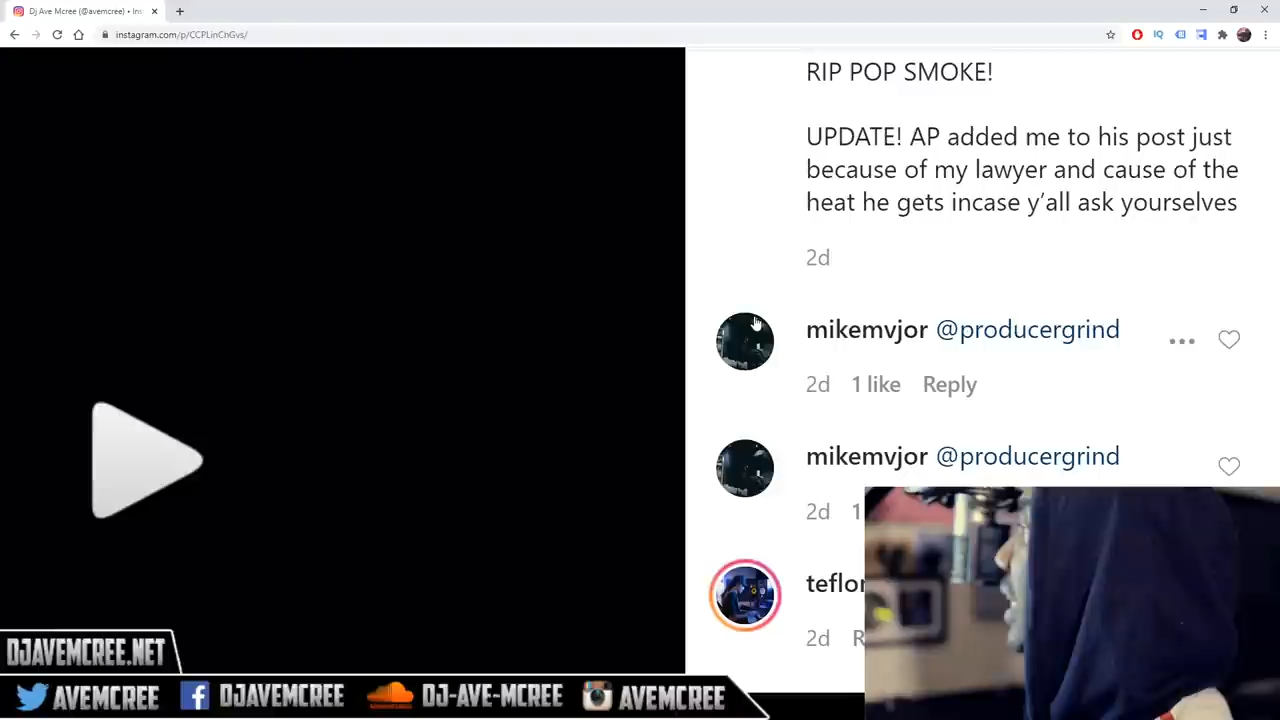 Dj Ave Mcree (@avemcree) • Ins
instagram.com/p/CCPLinChGvs/
RIP POP SMOKE!
UPDATE! AP added me to his post just
because of my lawyer and cause of the
heat he gets incase y’all ask yourselves
2d
mikemvjor @producergrind
2d 1 like Reply
mikemvjor @producergrind
2d 1
teflon
2d R
DJAVEMCREE.NET
AVEMCREE DJAVEMCREE DJ-AVE-MCREE AVEMCREE